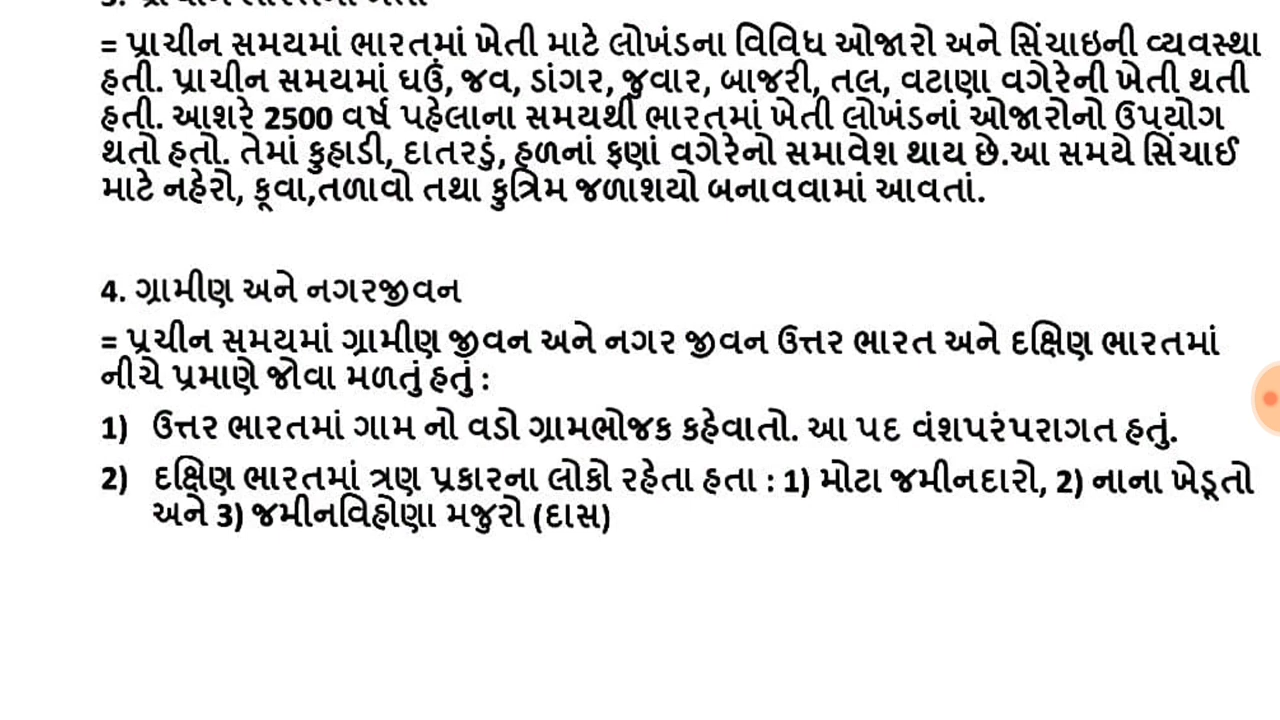 = પ્રાચીન સમયમાં ભારતમાં ખેતી માટે લોખંડના વિવિધ ઓજારો અને સિંચાઇની વ્યવસ્થા
હતી. પ્રાચીન સમયમાં ઘઉં, જવ, ડાંગર, જુવાર, બાજરી, તલ, વટાણા વગેરેની ખેતી થતી
હતી. આશરે 2500 વર્ષ પહેલાના સમયથી ભારતમાં ખેતી લોખંડનાં ઓજારોનો ઉપયોગ
થતો હતો. તેમાં કુહાડી, દાતરડું, હળનાં ફણાં વગેરેનો સમાવેશ થાય છે.આ સમયે સિંચાઈ
માટે નહેરો, કૂવા,તળાવો તથા કુત્રિમ જળાશયો બનાવવામાં આવતાં.
4. ગ્રામીણ અને નગરજીવન
= પ્રચીન સમયમાં ગ્રામીણ જીવન અને નગર જીવન ઉત્તર ભારત અને દક્ષિણ ભારતમાં
નીચે પ્રમાણે જોવા મળતું હતું :
1) ઉત્તર ભારતમાં ગામ નો વડો ગ્રામભોજક કહેવાતો. આ પદ વંશપરંપરાગત હતું.
2) દક્ષિણ ભારતમાં ત્રણ પ્રકારના લોકો રહેતા હતા : 1) મોટા જમીનદારો, 2) નાના ખેડૂતો
અને 3) જમીનવિહોણા મજુરો (દાસ)